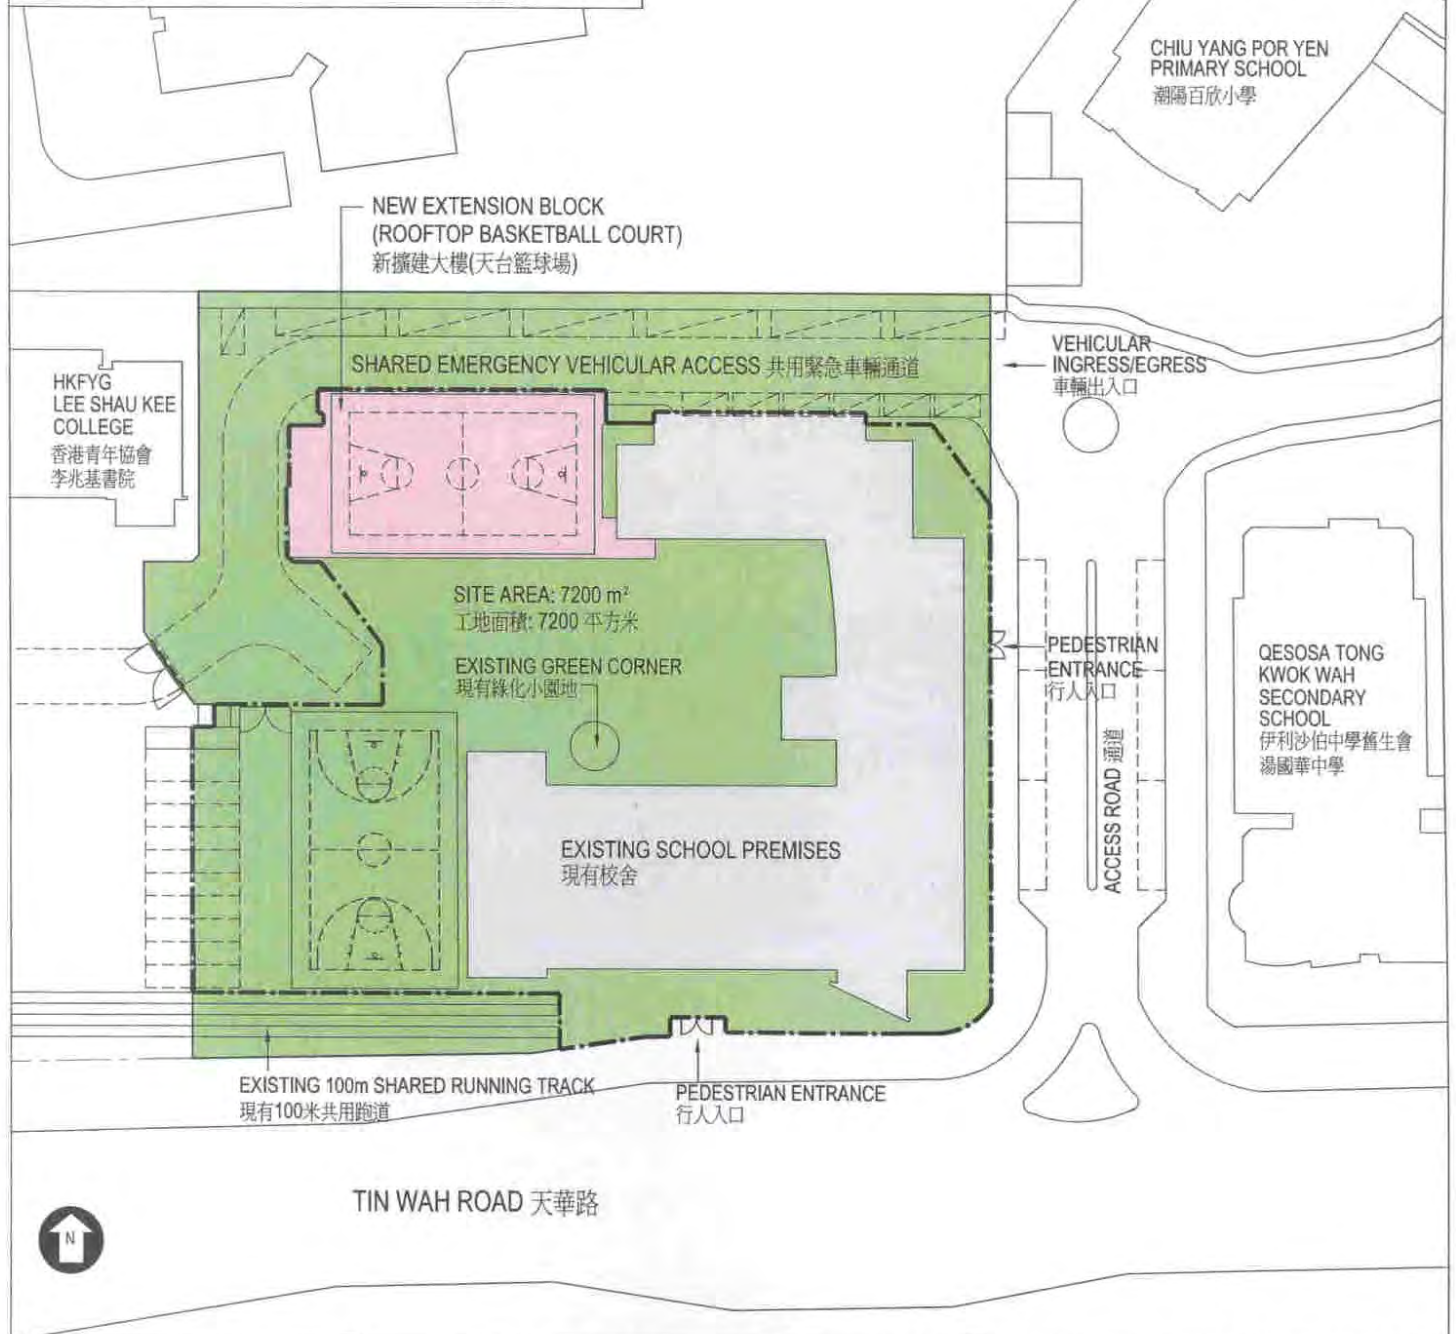 CHIU YANG POR YEN
PRIMARY SCHOOL
潮陽百欣小學
NEW EXTENSION BLOCK
(ROOFTOP BASKETBALL COURT)
新擴建大樓(天台籃球場)
SHARED EMERGENCY VEHICULAR ACCESS 共用緊急車輛通道
VEHICULAR
INGRESS/EGRESS
車輛出入口
HKFYG
LEE SHAU KEE
COLLEGE
香港青年協會
李兆基書院
SITE AREA: 7200 m²
工地面積: 7200 平方米
EXISTING GREEN CORNER
現有綠化小園地
PEDESTRIAN
ENTRANCE
行人入口
QESOSA TONG
KWOK WAH
SECONDARY
SCHOOL
伊利沙伯中學舊生會
湯國華中學
ACCESS ROAD 通道
EXISTING SCHOOL PREMISES
現有校舍
EXISTING 100m SHARED RUNNING TRACK
現有100米共用跑道
PEDESTRIAN ENTRANCE
行人入口
TIN WAH ROAD 天華路
N